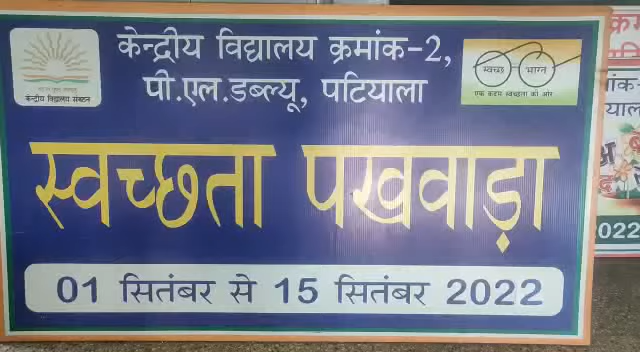 केन्द्रीय विद्यालय क्रमांक-2,
पी.एल.डब्ल्यू, पटियाला
केन्द्रीय विद्यालय संगठन
स्वच्छ भारत
एक कदम स्वच्छता की ओर
स्वच्छता पखवाड़ा
01 सितंबर से 15 सितंबर 2022